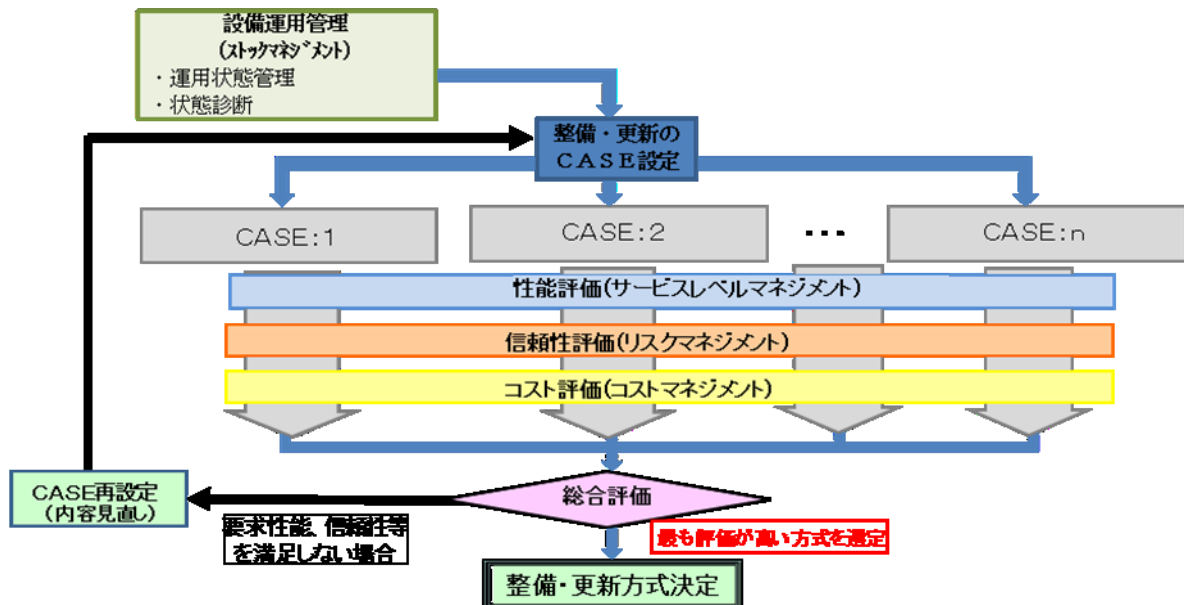 設備運用管理
(ストックマネジメント)
・運用状態管理
・状態診断
整備・更新の
ＣＡＳＥ設定
CASE:1
CASE:2
・・・
CASE:n
性能評価(サービスレベルマネジメント)
信頼性評価(リスクマネジメント)
コスト評価(コストマネジメント)
総合評価
CASE再設定
(内容見直し)
要求性能、信頼性等
を満足しない場合
最も評価が高い方式を選定
整備・更新方式決定